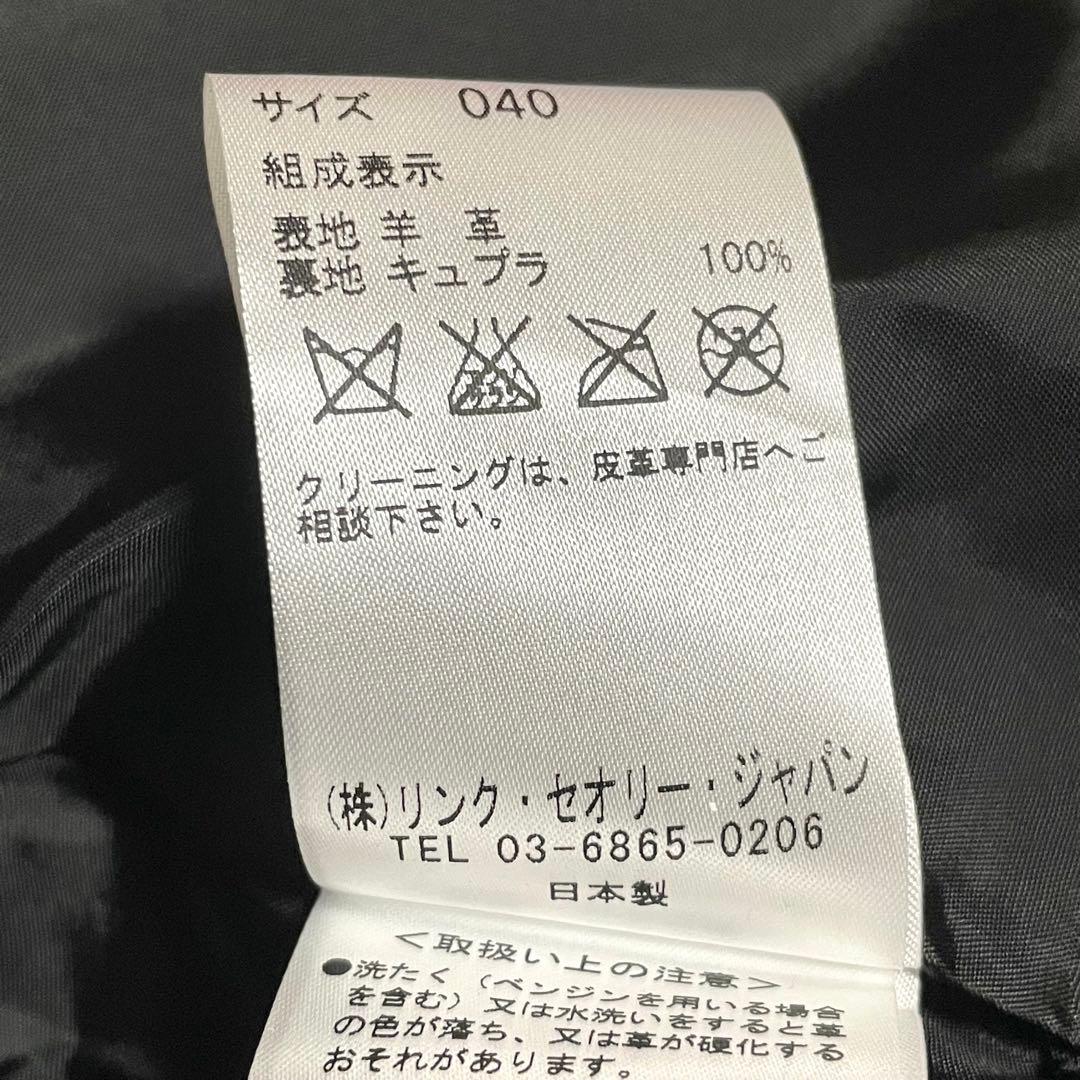 サイズ 040
組成表示
表地 羊 革
裏地 キュプラ 100%
クリーニングは、皮革専門店へご
相談下さい。
(株)リンク・セオリー・ジャパン
TEL 03-6865-0206
日本製
＜取扱い上の注意＞
●洗たく（ベンジンを用いる場合
を含む）又は水洗いをすると革
の色が落ち、又は革が硬化する
おそれがあります。